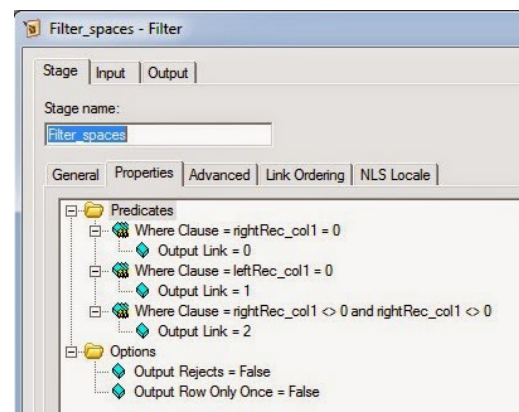 Filter_spaces - Filter
Stage Input Output
Stage name:
Filter_spaces
General Properties Advanced Link Ordering NLS Locale
Predicates
Where Clause = rightRec_col1 = 0
Output Link = 0
Where Clause = leftRec_col1 = 0
Output Link = 1
Where Clause = rightRec_col1 <> 0 and rightRec_col1 <> 0
Output Link = 2
Options
Output Rejects = False
Output Row Only Once = False